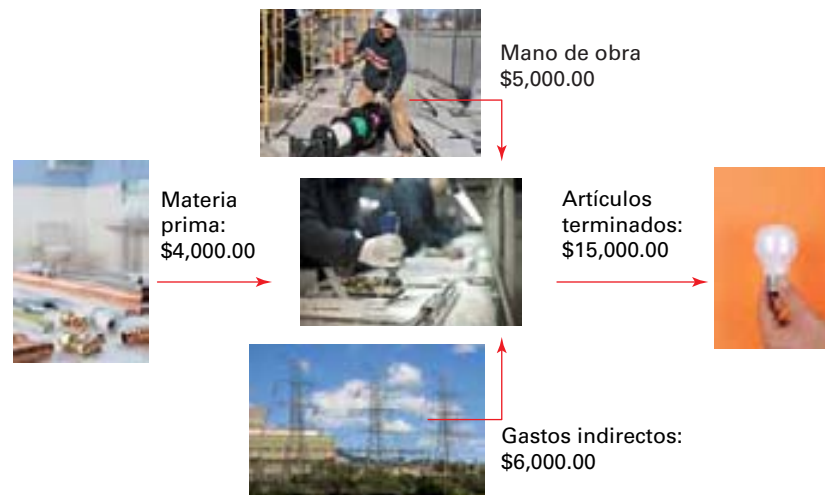 Mano de obra
$5,000.00
Materia
prima:
$4,000.00
Artículos
terminados:
$15,000.00
Gastos indirectos:
$6,000.00